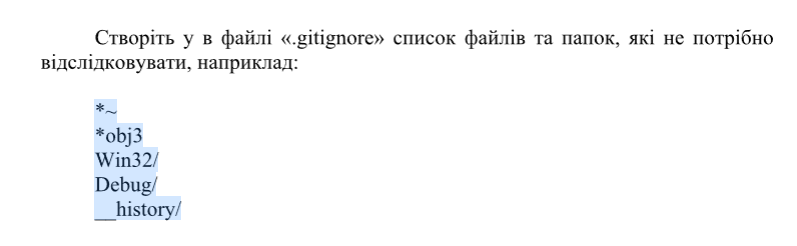 Створіть у в файлі «.gitignore» список файлів та папок, які не потрібно
відслідковувати, наприклад:
*~
*obj3
Win32/
Debug/
__history/